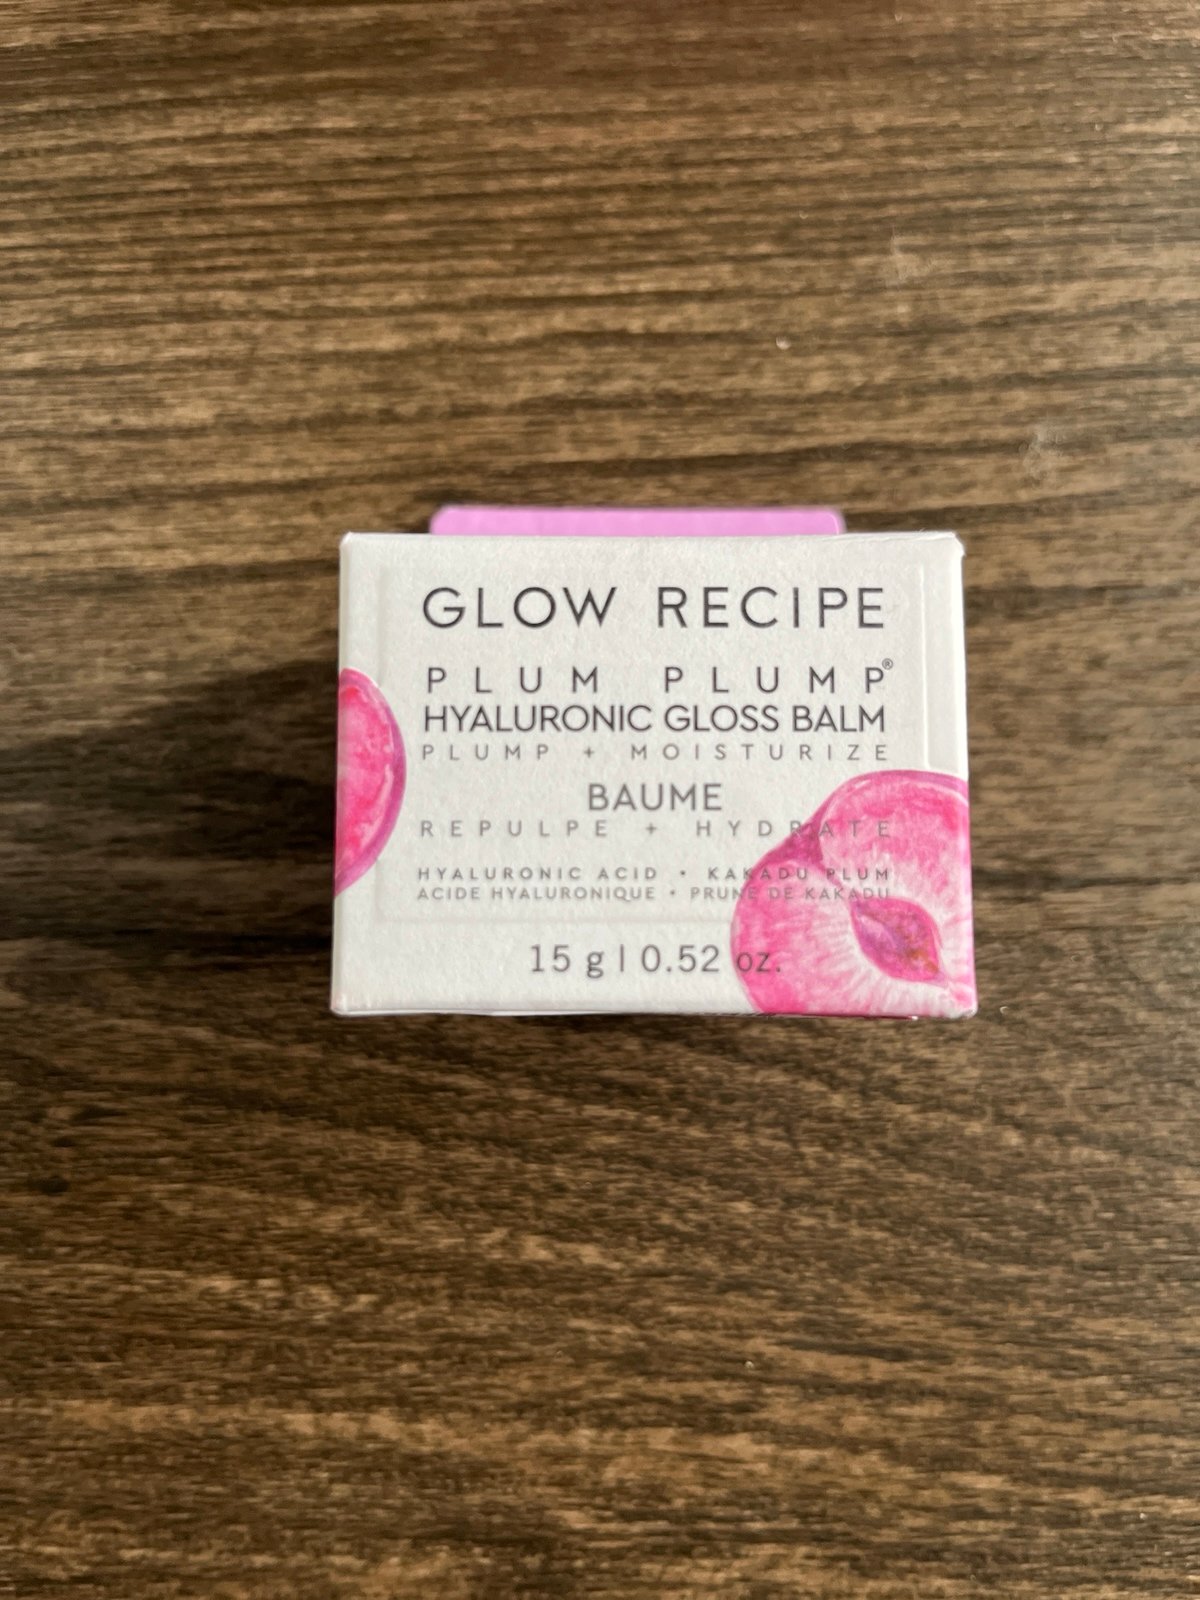 GLOW RECIPE
PLUM PLUMP®
HYALURONIC GLOSS BALM
PLUMP + MOISTURIZE
BAUME
REPULPE + HYDRATE
HYALURONIC ACID • KAKADU PLUM
ACIDE HYALURONIQUE • PRUNE DE KAKADU
15 g | 0.52 oz.